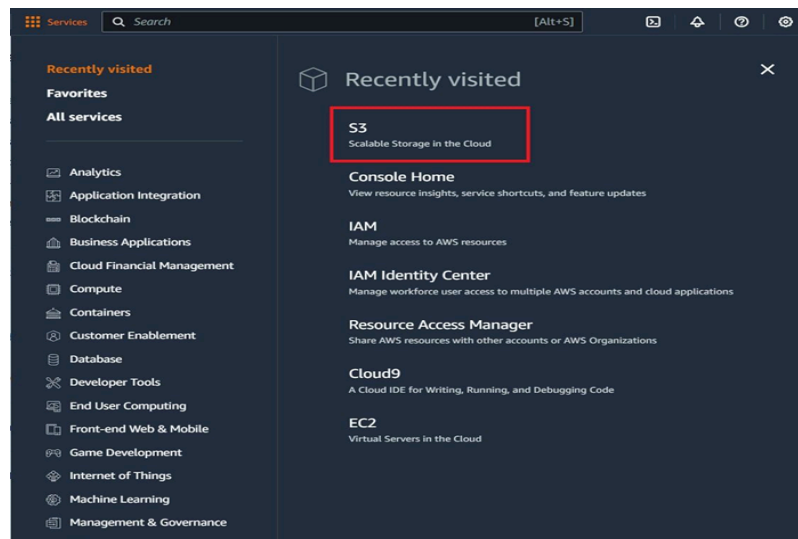 Services
Search
[Alt+S]
Recently visited
Favorites
All services
Analytics
Application Integration
Blockchain
Business Applications
Cloud Financial Management
Compute
Containers
Customer Enablement
Database
Developer Tools
End User Computing
Front-end Web & Mobile
Game Development
Internet of Things
Machine Learning
Management & Governance
Recently visited
S3
Scalable Storage in the Cloud
Console Home
View resource insights, service shortcuts, and feature updates
IAM
Manage access to AWS resources
IAM Identity Center
Manage workforce user access to multiple AWS accounts and cloud applications
Resource Access Manager
Share AWS resources with other accounts or AWS Organizations
Cloud9
A Cloud IDE for Writing, Running, and Debugging Code
EC2
Virtual Servers in the Cloud